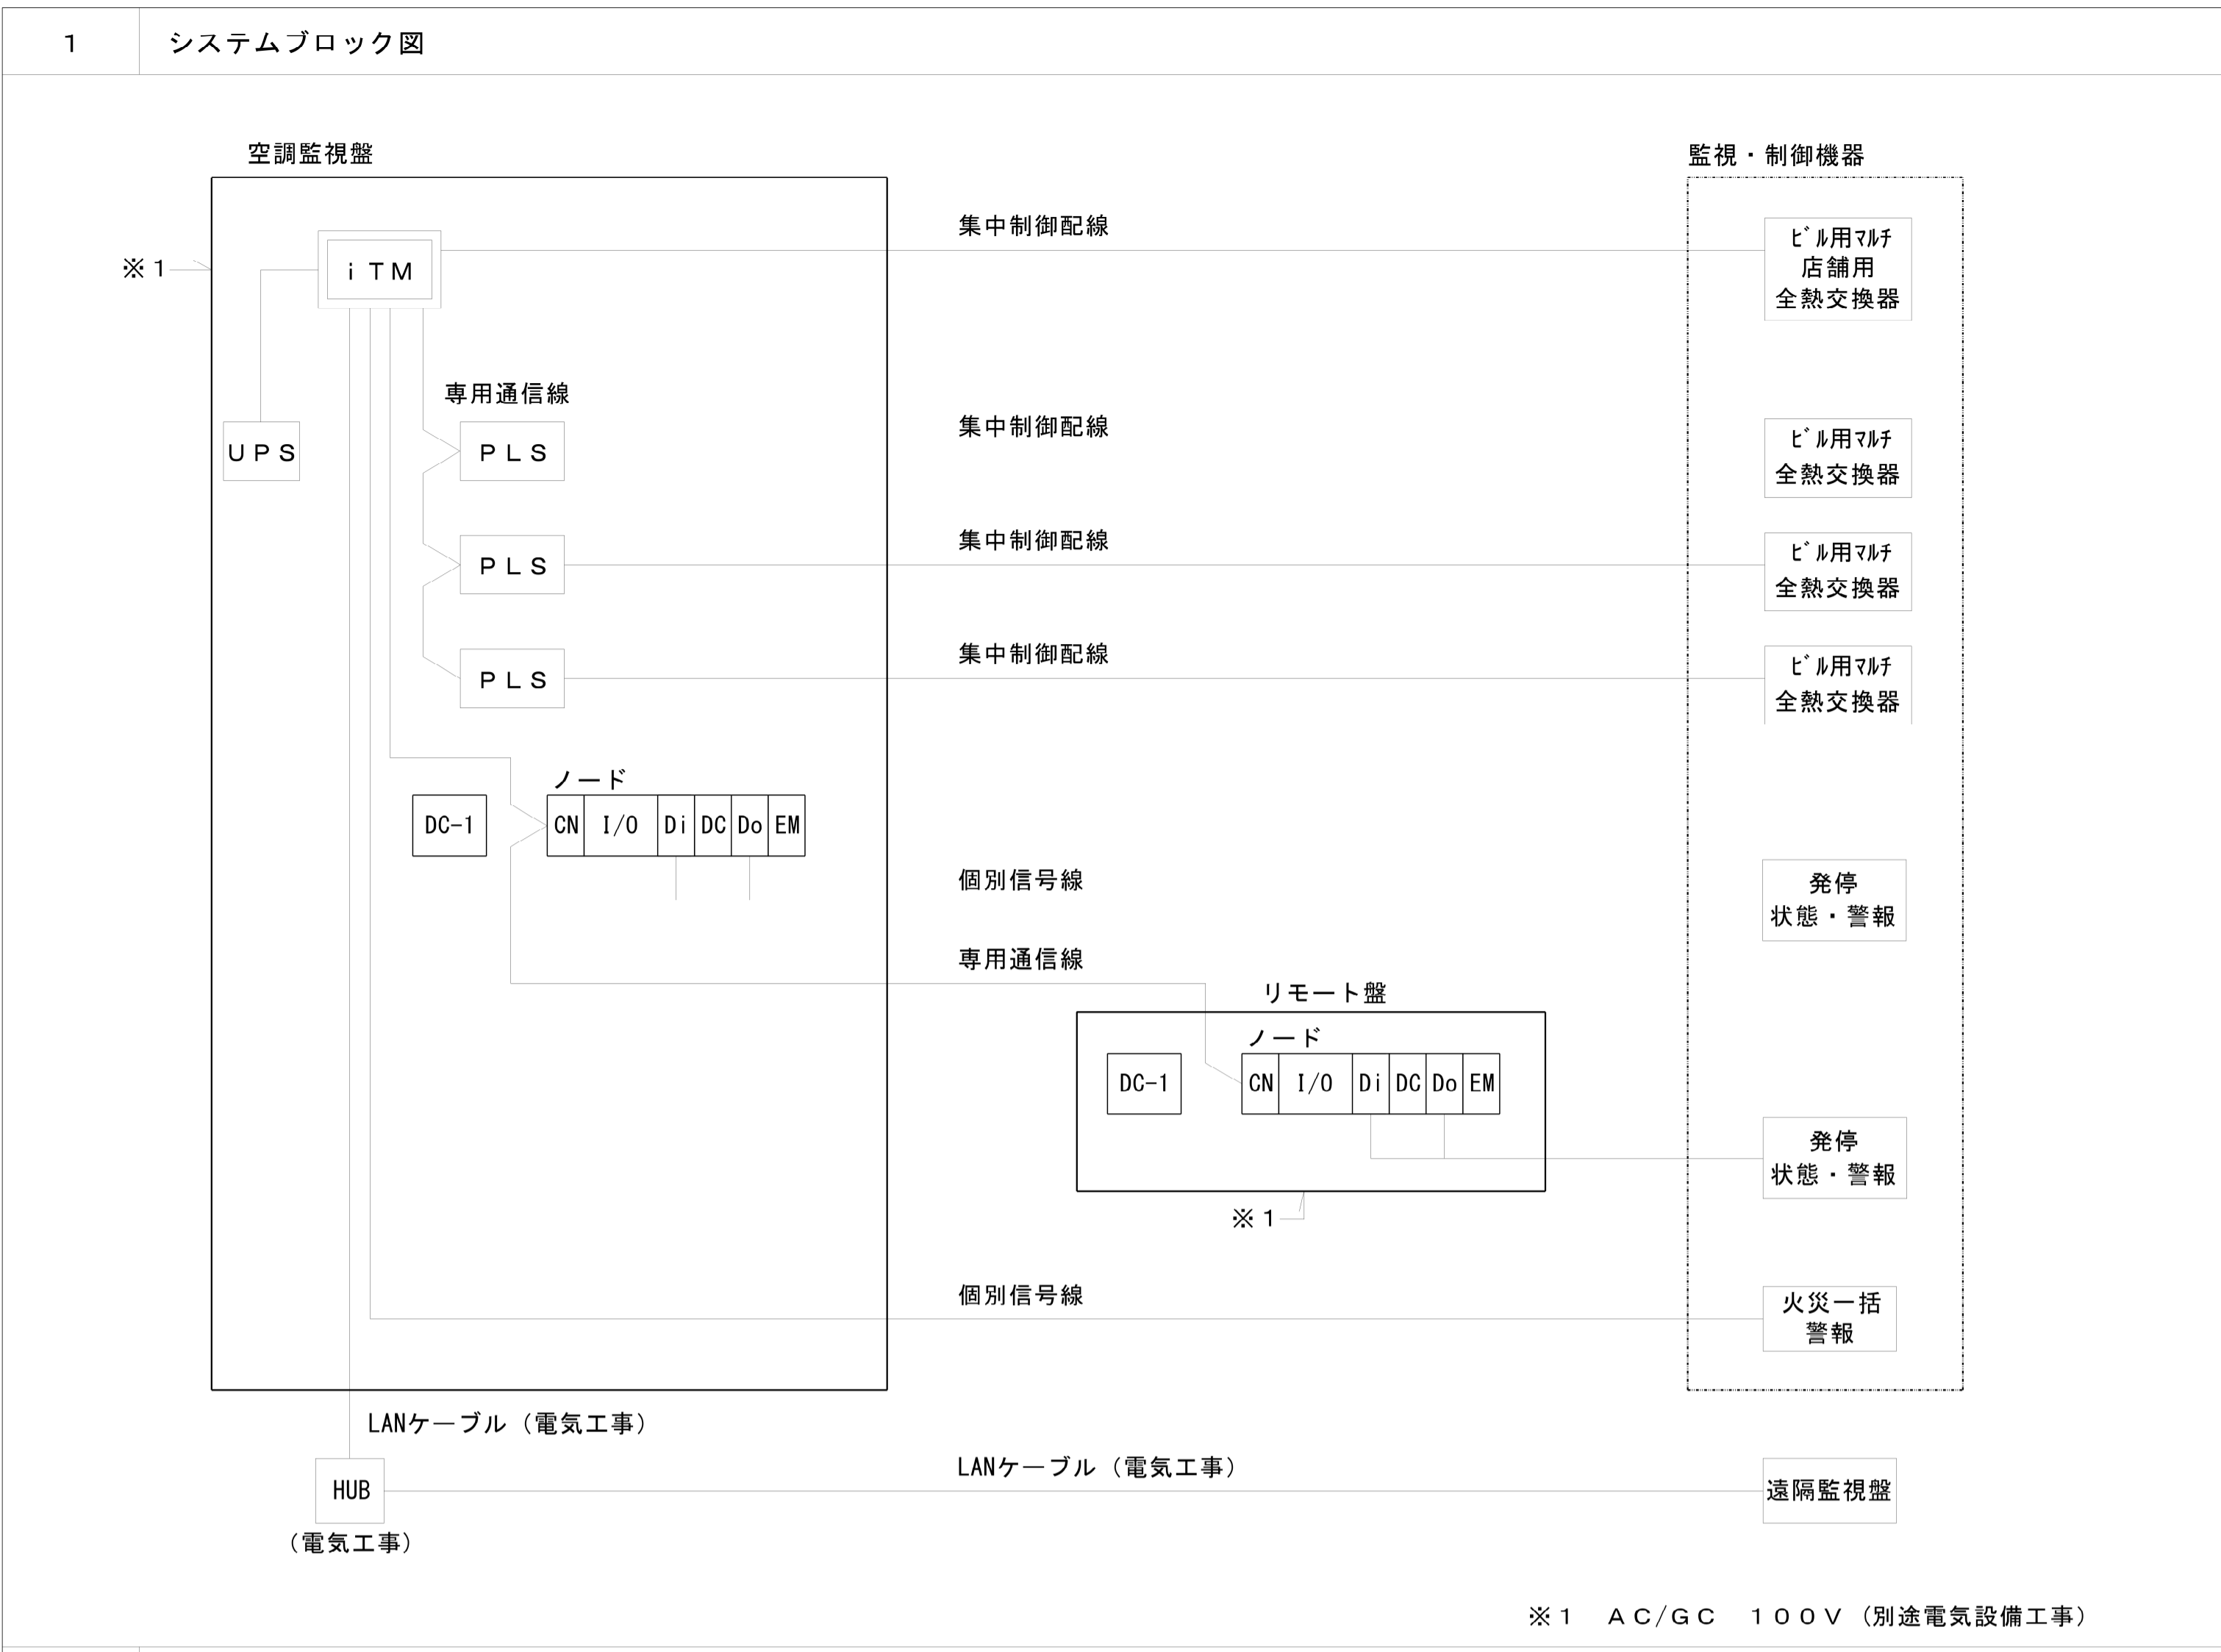 1 システムブロック図
空調監視盤
監視・制御機器
集中制御配線
ﾋﾞﾙ用ﾏﾙﾁ
店舗用
全熱交換器
※1
iTM
専用通信線
集中制御配線
UPS
PLS
ﾋﾞﾙ用ﾏﾙﾁ
全熱交換器
集中制御配線
PLS
ﾋﾞﾙ用ﾏﾙﾁ
全熱交換器
集中制御配線
PLS
ﾋﾞﾙ用ﾏﾙﾁ
全熱交換器
ノード
DC-1
CN I/O Di DC Do EM
個別信号線
発停
状態・警報
専用通信線
リモート盤
ノード
DC-1
CN I/O Di DC Do EM
発停
状態・警報
※1
個別信号線
火災一括
警報
LANケーブル（電気工事）
LANケーブル（電気工事）
HUB
（電気工事）
遠隔監視盤
※1 AC/GC 100V（別途電気設備工事）